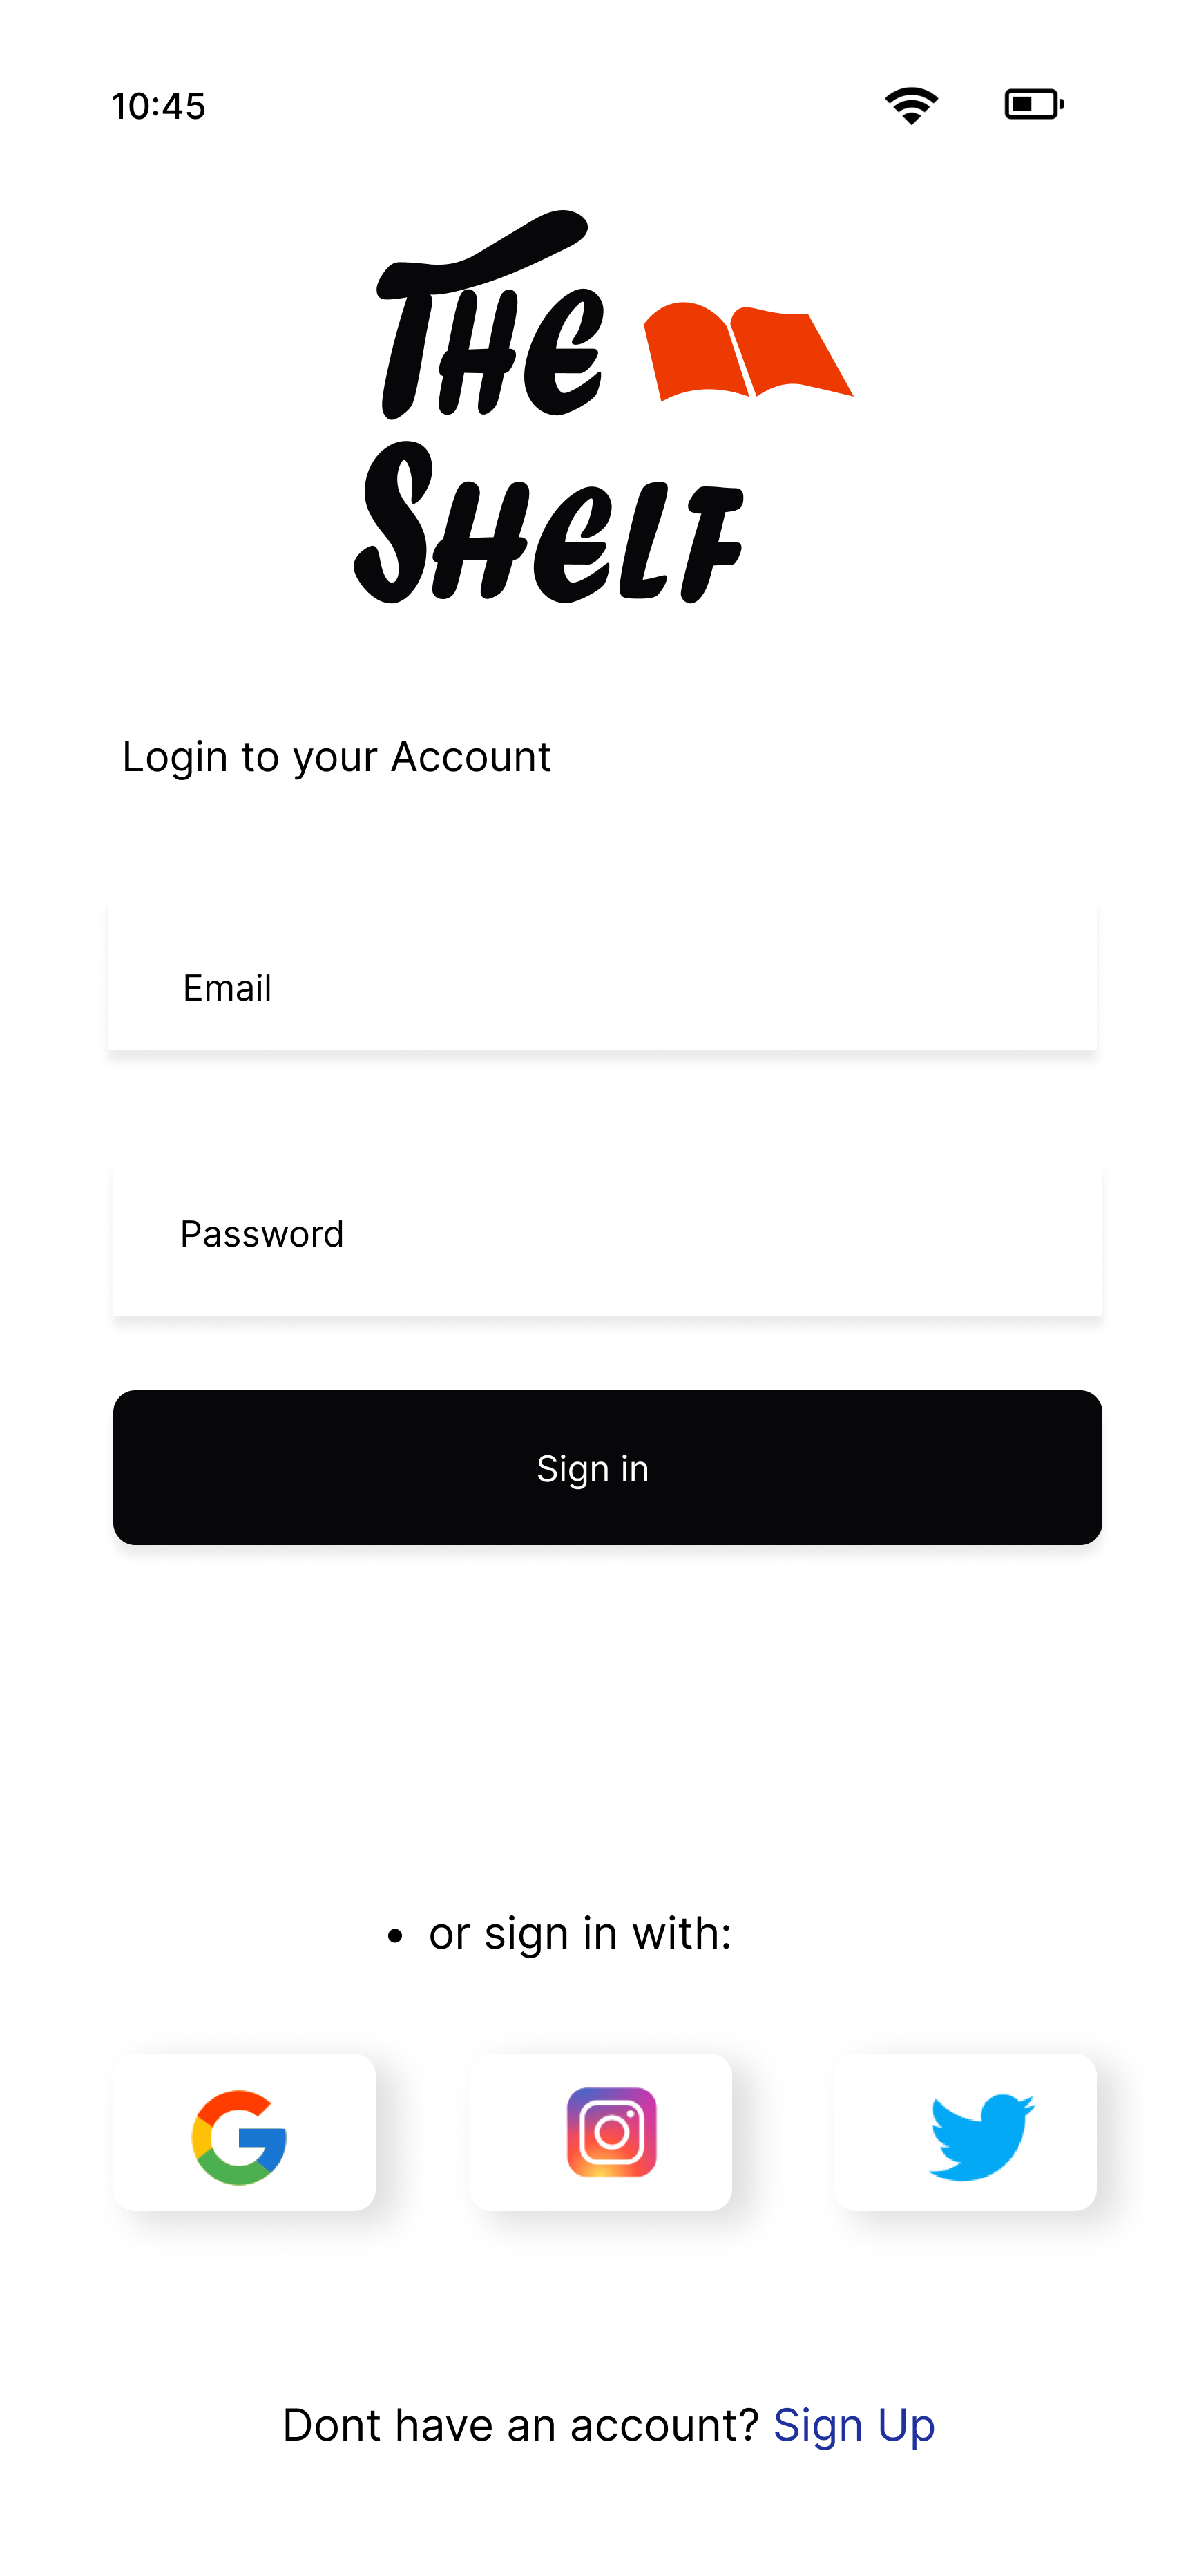 10:45
THE
SHELF
Login to your Account
Email
Password
Sign in
• or sign in with:
Dont have an account? Sign Up